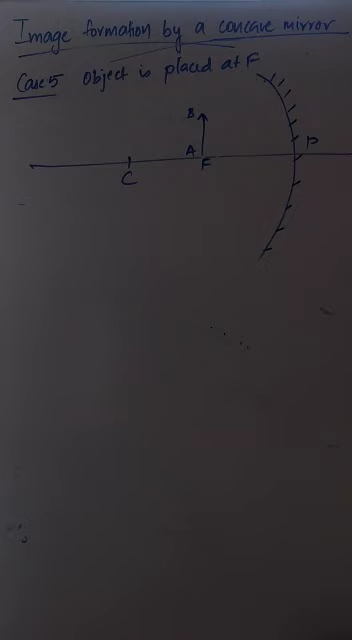 Image formation by a concave mirror
Case 5 Object is placed at F
B
A
F
C
P